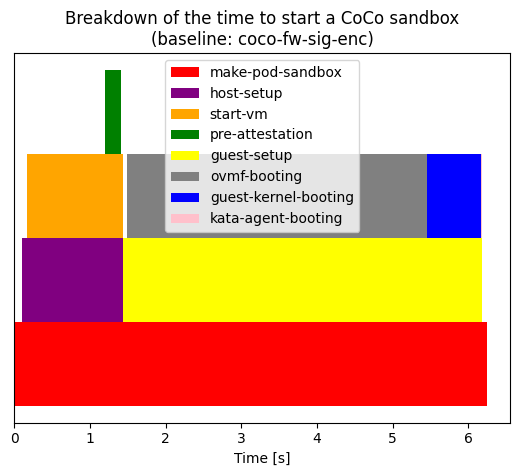 Breakdown of the time to start a CoCo sandbox
(baseline: coco-fw-sig-enc)
make-pod-sandbox
host-setup
start-vm
pre-attestation
guest-setup
ovmf-booting
guest-kernel-booting
kata-agent-booting
0 1 2 3 4 5 6
Time [s]